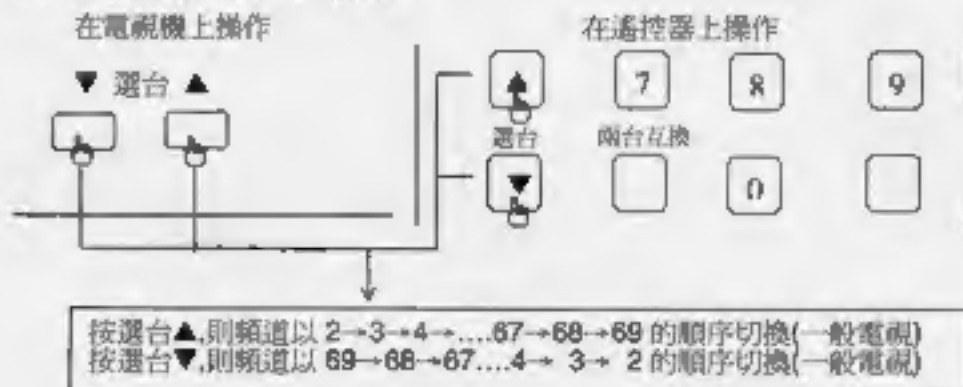 在電視機上操作
▼ 選台 ▲
在遙控器上操作
▲ 7 8 9
選台 兩台互換
▼ 0
按選台▲,則頻道以 2→3→4→....67→68→69 的順序切換(一般電視)
按選台▼,則頻道以 69→68→67....4→ 3→ 2 的順序切換(一般電視)